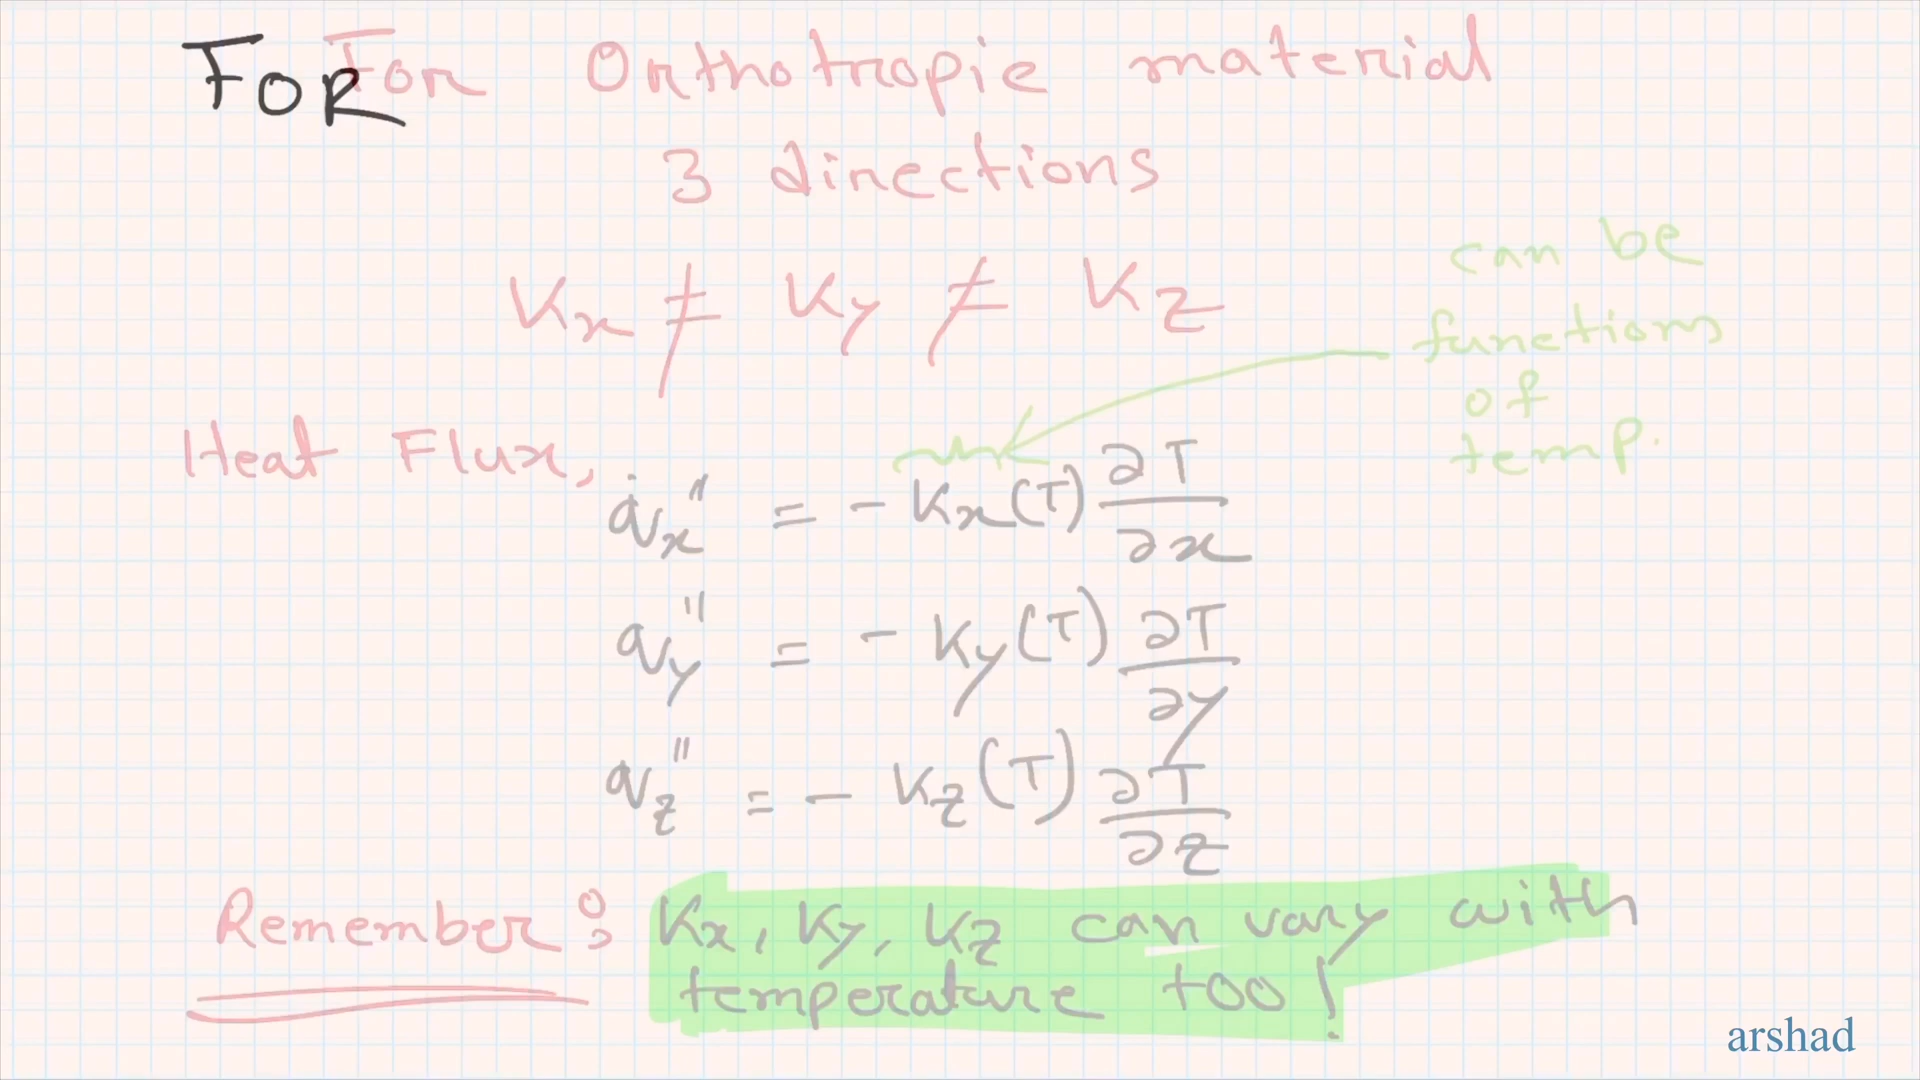 FOR For Orthotropic material
3 directions
Kx ≠ Ky ≠ Kz
can be
functions
of
temp.
Heat Flux,
q̇x'' = - Kx(T) ∂T/∂x
qy'' = - Ky(T) ∂T/∂y
qz'' = - Kz(T) ∂T/∂z
Remember: Kx, Ky, Kz can vary with
temperature too!
arshad